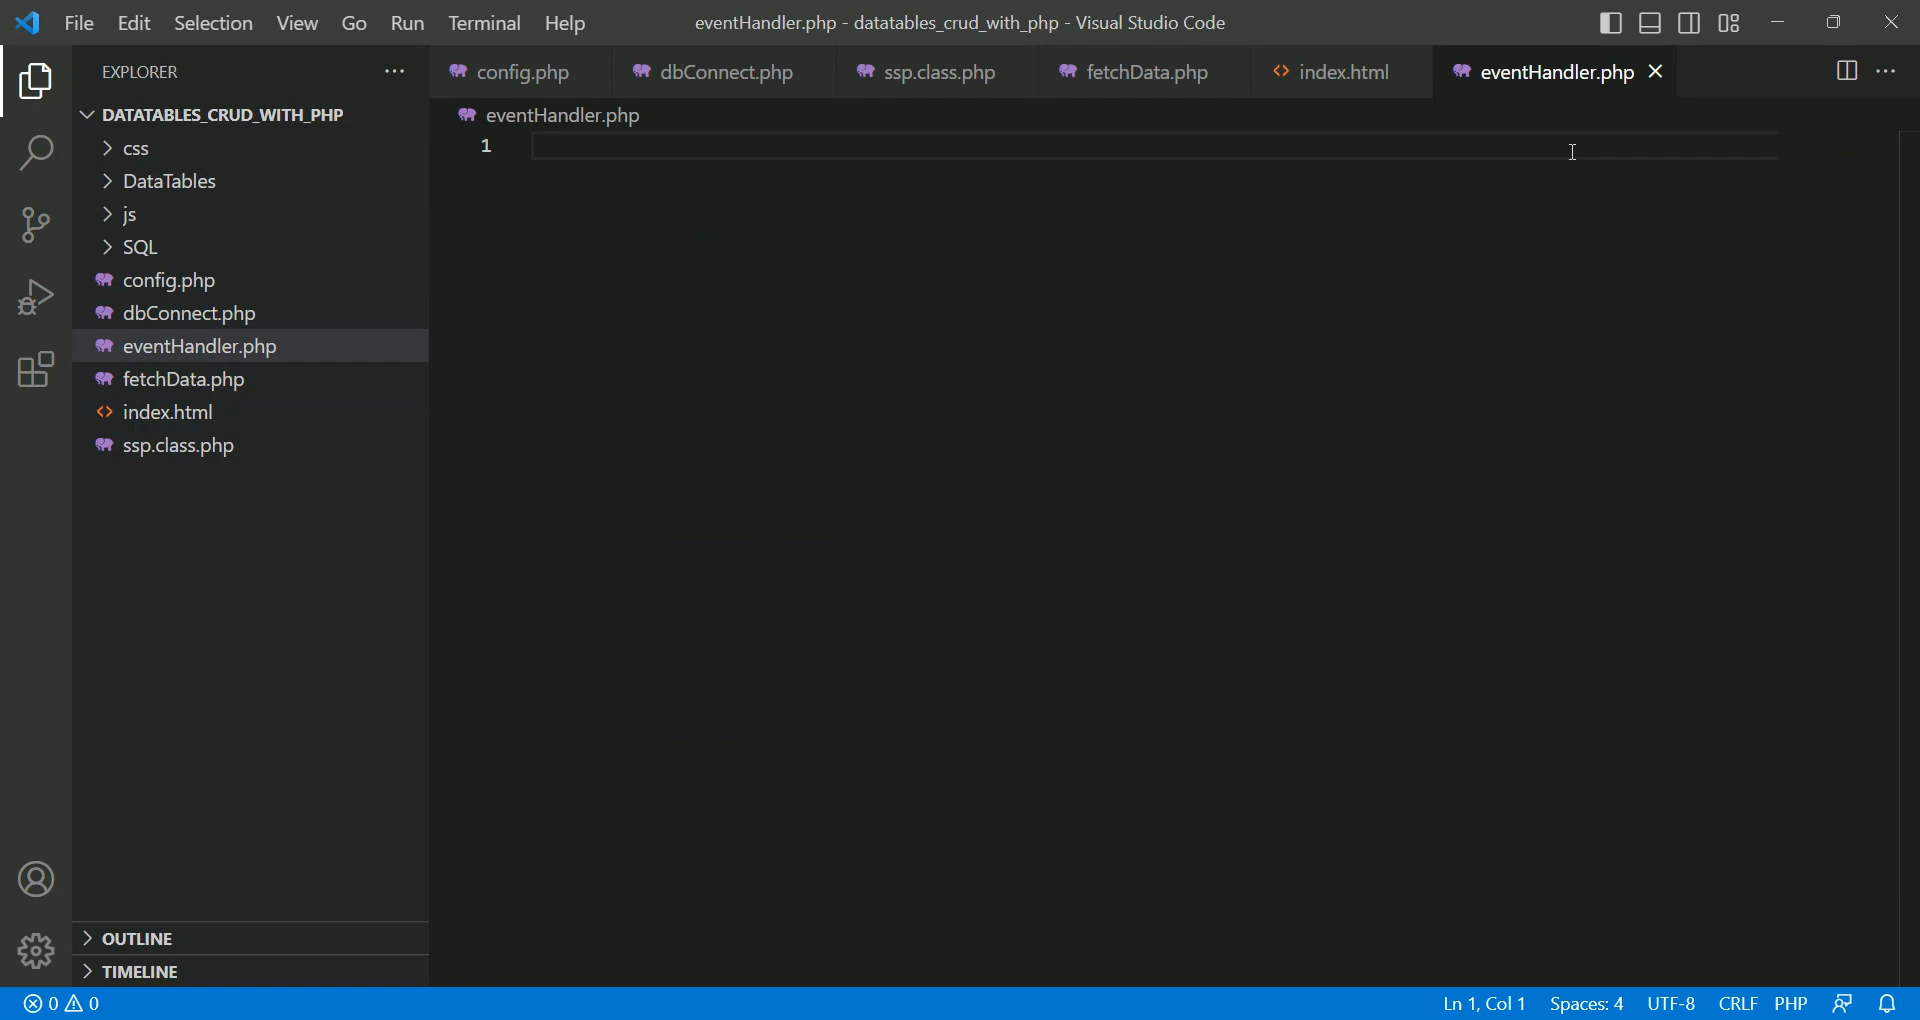 File Edit Selection View Go Run Terminal Help eventHandler.php - datatables_crud_with_php - Visual Studio Code
EXPLORER
config.php dbConnect.php ssp.class.php fetchData.php index.html eventHandler.php
DATATABLES_CRUD_WITH_PHP
eventHandler.php
1
css
DataTables
js
SQL
config.php
dbConnect.php
eventHandler.php
fetchData.php
index.html
ssp.class.php
OUTLINE
TIMELINE
0 0 Ln 1, Col 1 Spaces: 4 UTF-8 CRLF PHP